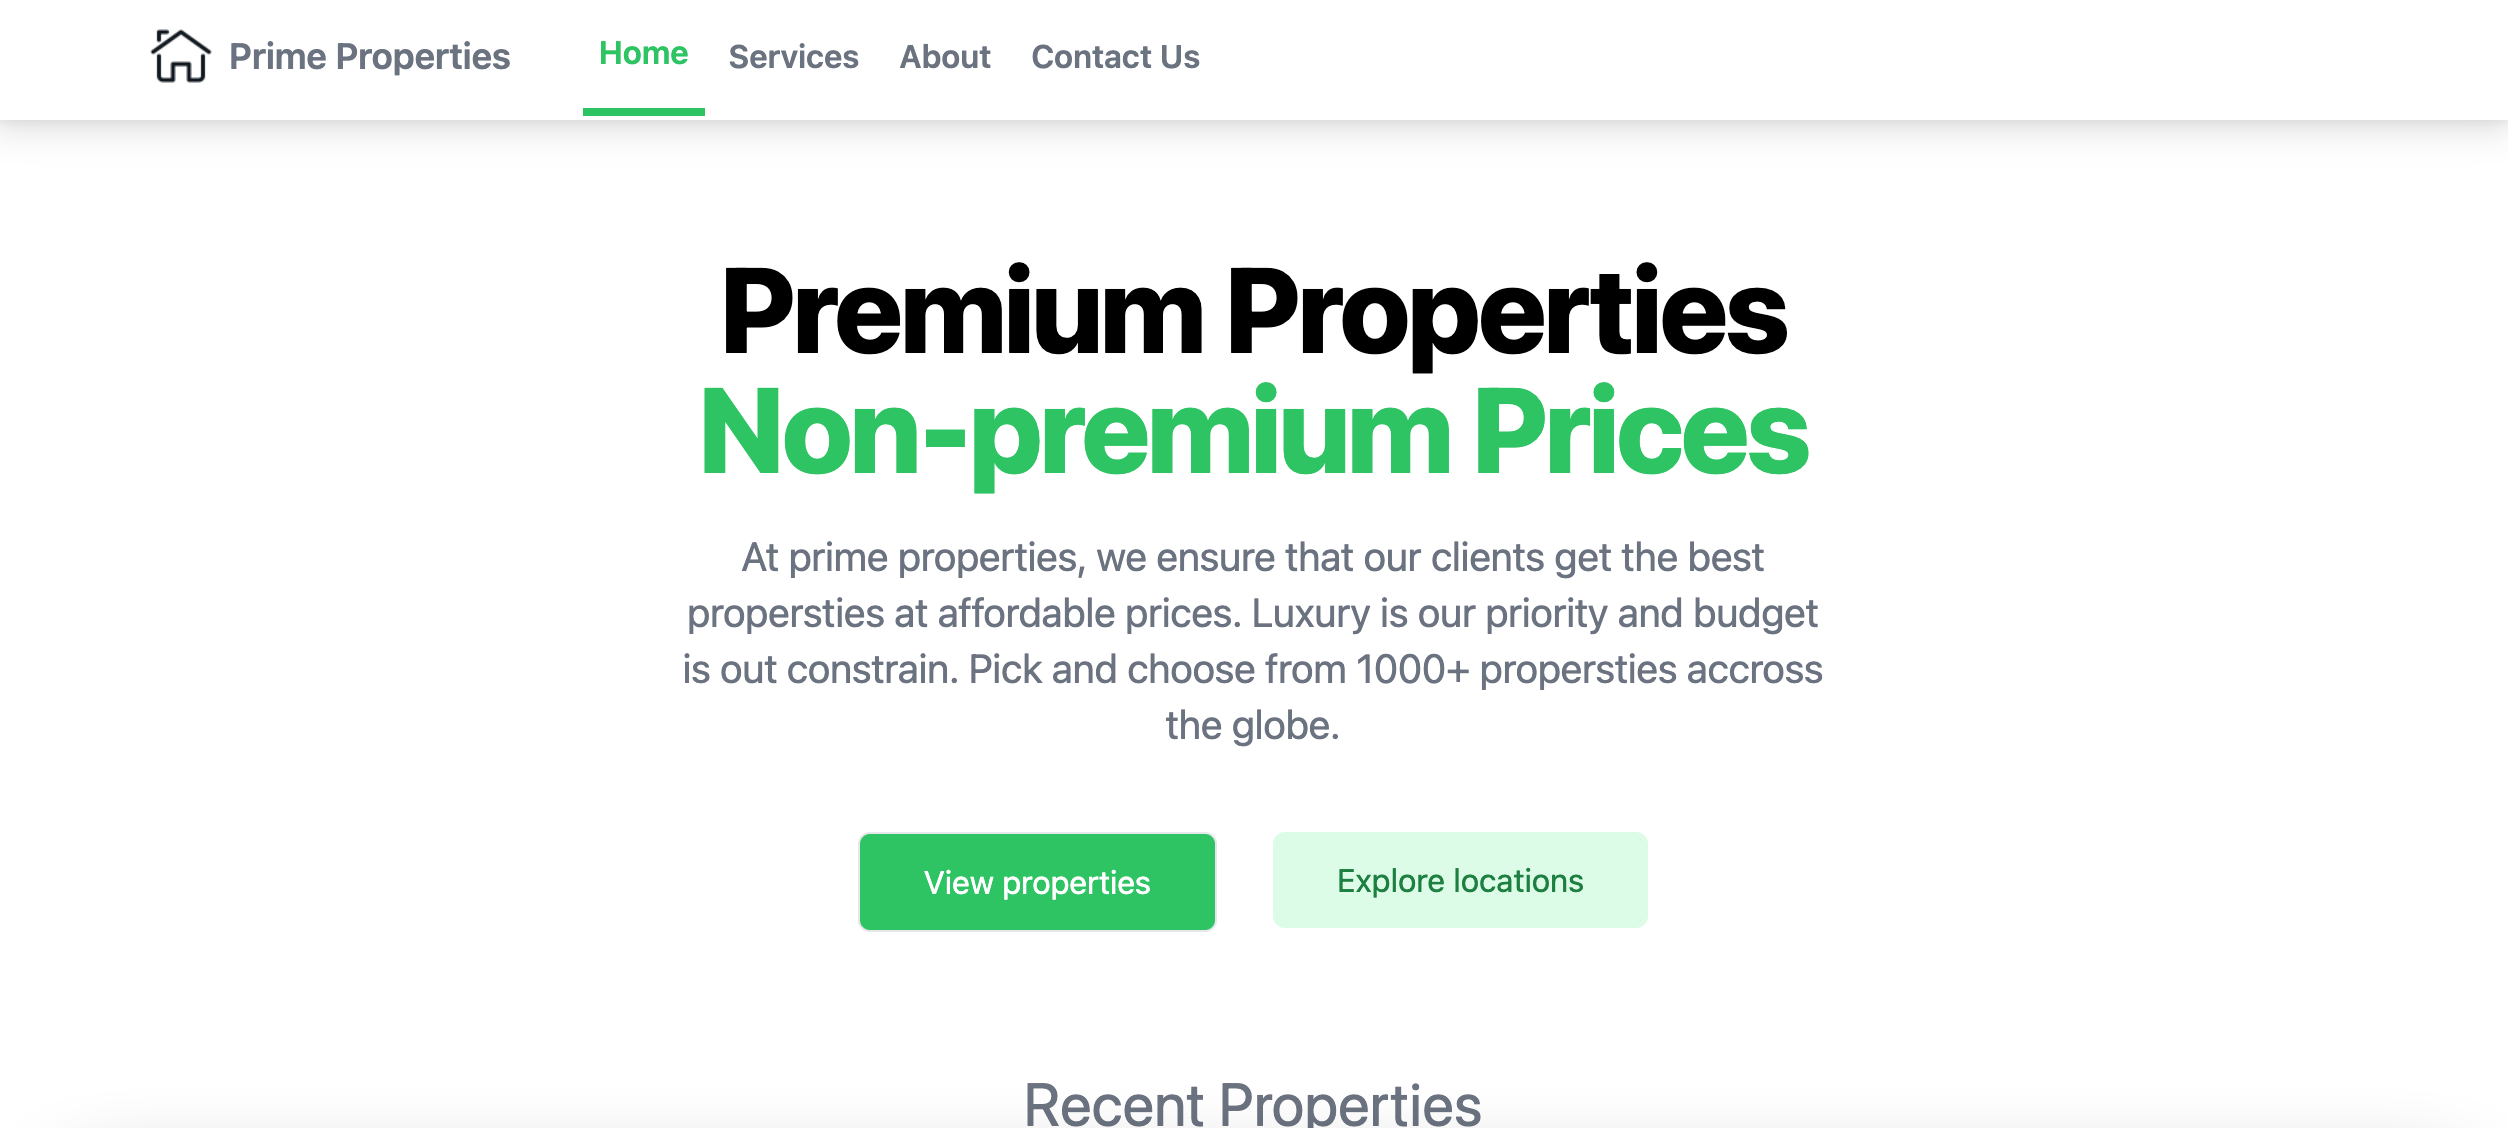 Prime Properties Home Services About Contact Us
Premium Properties
Non-premium Prices
At prime properties, we ensure that our clients get the best
propersties at affordable prices. Luxury is our priority and budget
is out constrain. Pick and choose from 1000+ propersties accross
the globe.
View properties Explore locations
Recent Properties